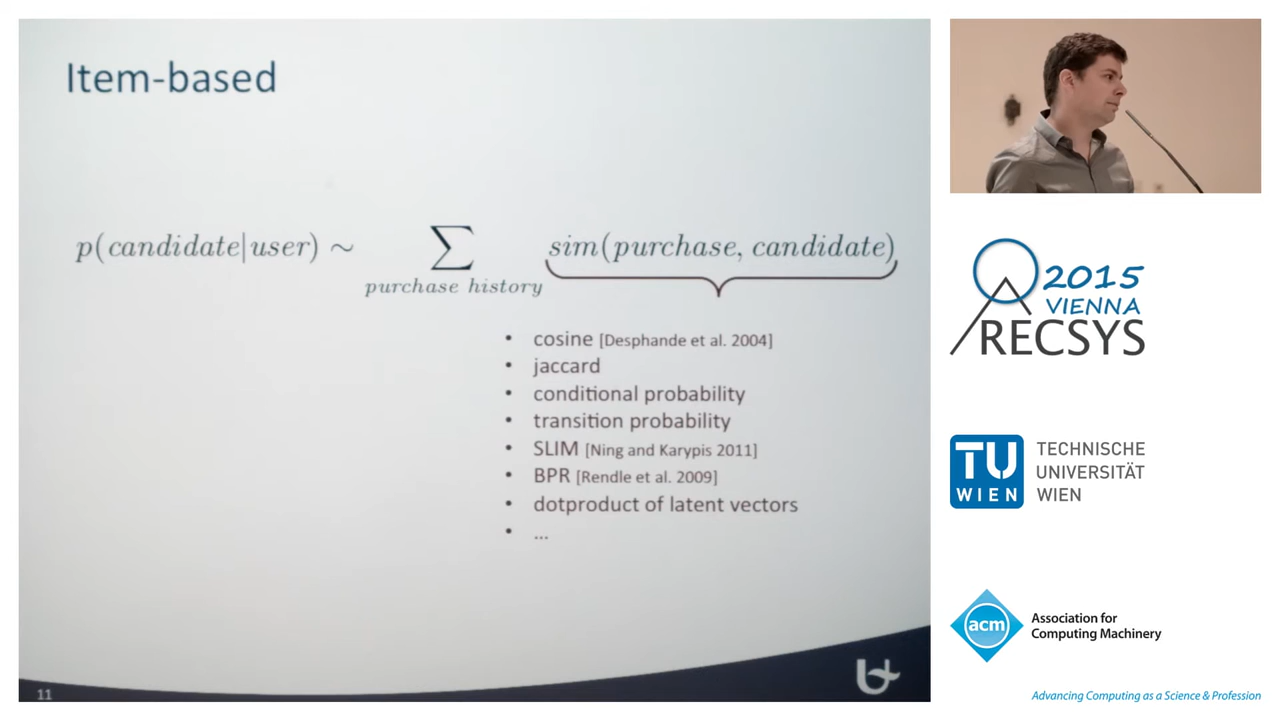 Item-based
p(candidate|user) ∼ ∑ sim(purchase, candidate)
purchase history
• cosine [Desphande et al. 2004]
• jaccard
• conditional probability
• transition probability
• SLIM [Ning and Karypis 2011]
• BPR [Rendle et al. 2009]
• dotproduct of latent vectors
• ...
11
2015
VIENNA
RECSYS
TU
WIEN
TECHNISCHE
UNIVERSITÄT
WIEN
acm
Association for
Computing Machinery
Advancing Computing as a Science & Profession